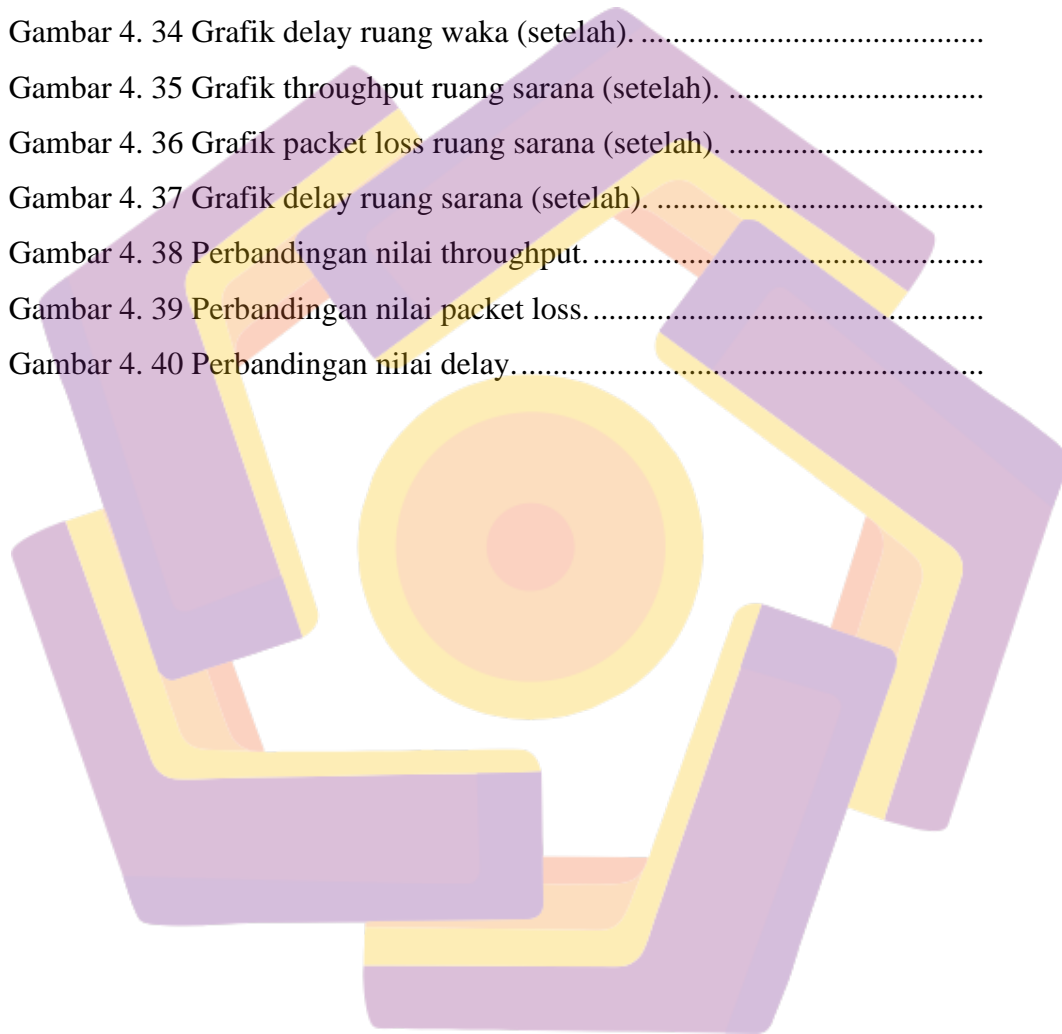 Gambar 4. 34 Grafik delay ruang waka (setelah). ...........................................
Gambar 4. 35 Grafik throughput ruang sarana (setelah). ................................
Gambar 4. 36 Grafik packet loss ruang sarana (setelah). ................................
Gambar 4. 37 Grafik delay ruang sarana (setelah). .........................................
Gambar 4. 38 Perbandingan nilai throughput. .................................................
Gambar 4. 39 Perbandingan nilai packet loss. .................................................
Gambar 4. 40 Perbandingan nilai delay. ..........................................................